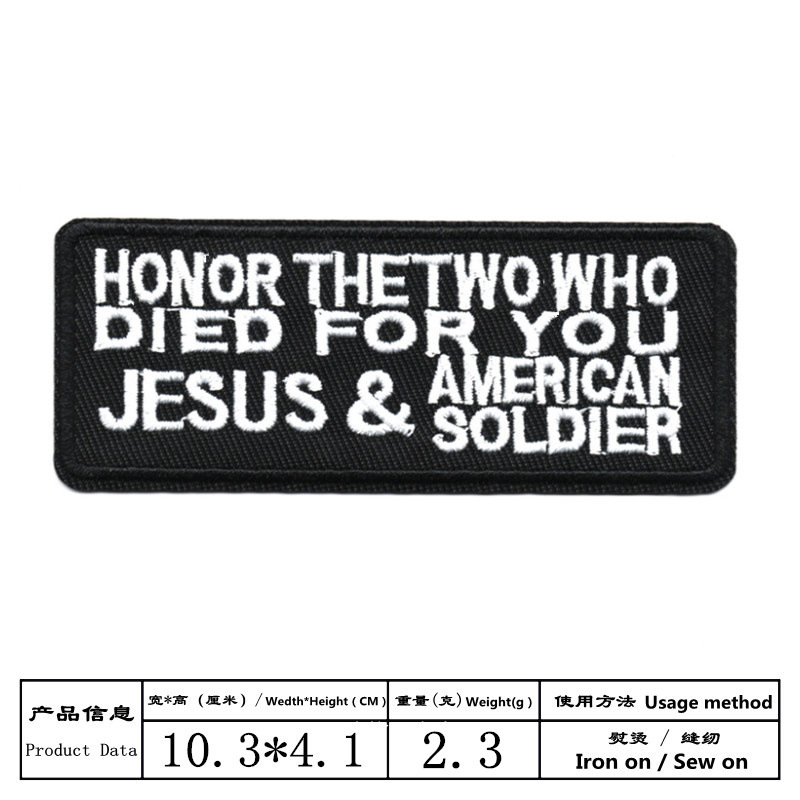 HONOR THETWO WHO
DIED FOR YOU
JESUS & AMERICAN
SOLDIER
产品信息
Product Data
宽*高（厘米）/Wedth*Height(CM)
10.3*4.1
重量(克)Weight(g)
2.3
使用方法 Usage method
熨烫 / 缝纫
Iron on / Sew on